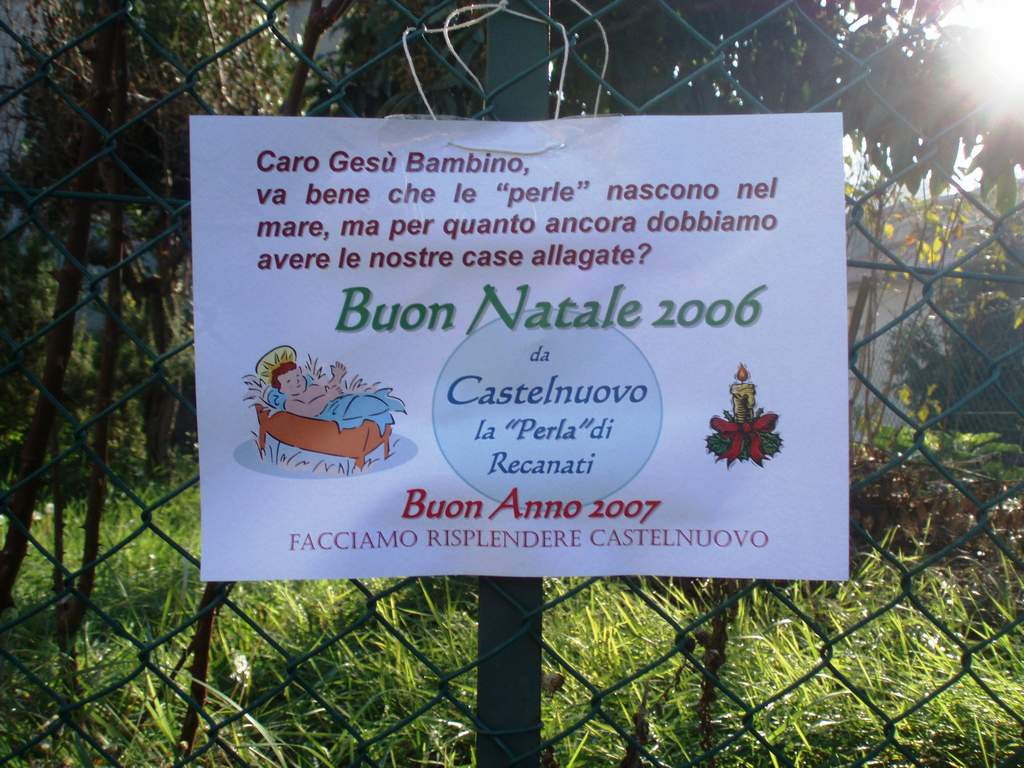 Caro Gesù Bambino,
va bene che le “perle” nascono nel
mare, ma per quanto ancora dobbiamo
avere le nostre case allagate?
Buon Natale 2006
da
Castelnuovo
la “Perla” di
Recanati
Buon Anno 2007
FACCIAMO RISPLENDERE CASTELNUOVO